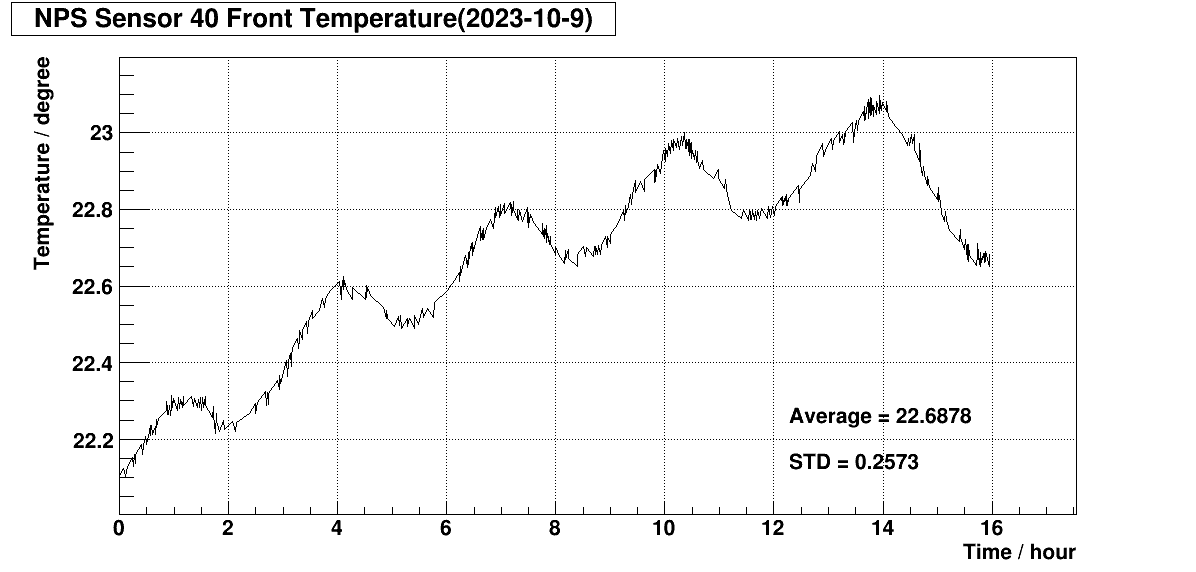 NPS Sensor 40 Front Temperature(2023-10-9)
Temperature / degree
23
22.8
22.6
22.4
22.2
Average = 22.6878
STD = 0.2573
0 2 4 6 8 10 12 14 16
Time / hour